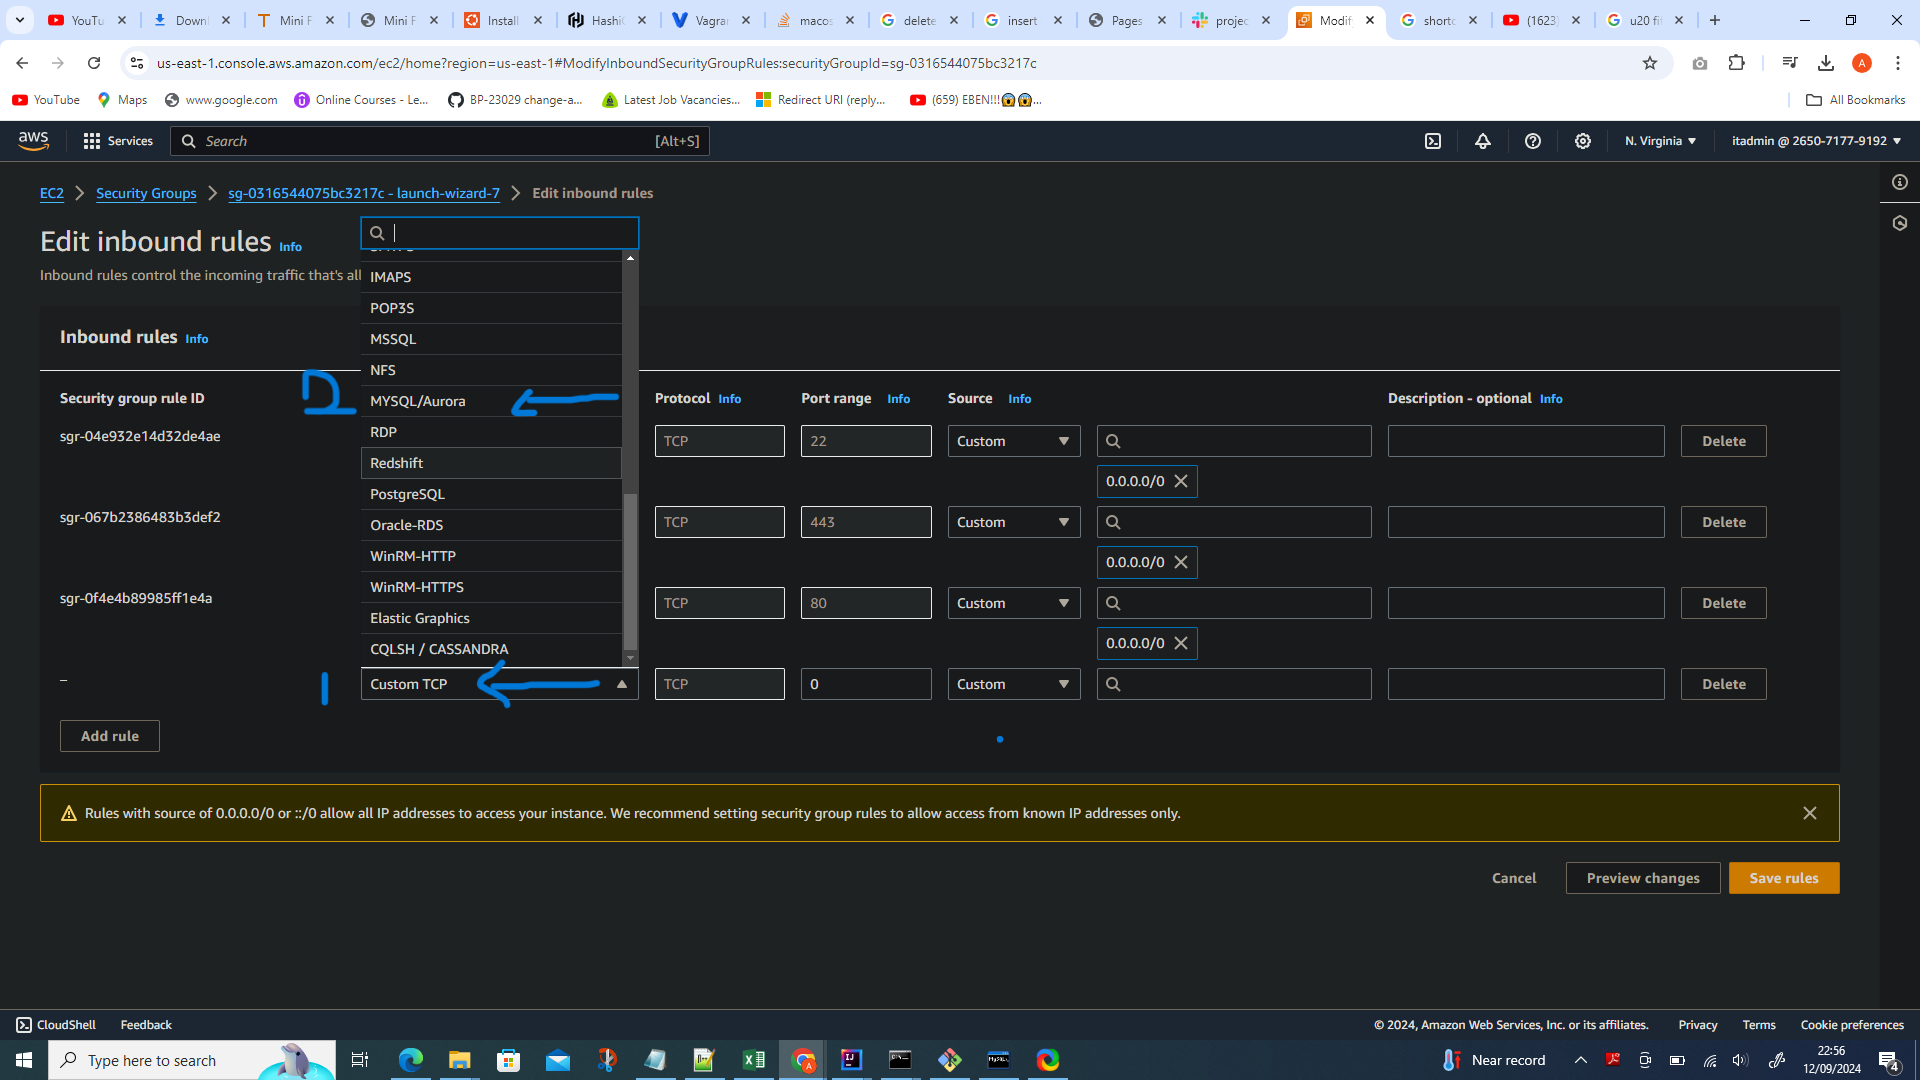 YouTu
Downl
Mini F
Mini F
Install
Hashi
Vagran
macos
delete
insert
Pages
projec
Modif
shortc
(1623)
u20 fif
us-east-1.console.aws.amazon.com/ec2/home?region=us-east-1#ModifyInboundSecurityGroupRules:securityGroupId=sg-0316544075bc3217c
A
YouTube
Maps
www.google.com
Online Courses - Le...
BP-23029 change-a...
Latest Job Vacancies...
Redirect URI (reply...
(659) EBEN!!!😱😱...
All Bookmarks
aws
Services
Search
[Alt+S]
N. Virginia
itadmin @ 2650-7177-9192
EC2
Security Groups
sg-0316544075bc3217c - launch-wizard-7
Edit inbound rules
Edit inbound rules Info
Inbound rules control the incoming traffic that's all
Inbound rules Info
IMAPS
POP3S
MSSQL
NFS
MYSQL/Aurora
RDP
Redshift
PostgreSQL
Oracle-RDS
WinRM-HTTP
WinRM-HTTPS
Elastic Graphics
CQLSH / CASSANDRA
2
Security group rule ID
Protocol Info
Port range Info
Source Info
Description - optional Info
sgr-04e932e14d32de4ae
TCP
22
Custom
Delete
0.0.0.0/0
sgr-067b2386483b3def2
TCP
443
Custom
Delete
0.0.0.0/0
sgr-0f4e4b89985ff1e4a
TCP
80
Custom
Delete
0.0.0.0/0
–
1
Custom TCP
TCP
0
Custom
Delete
Add rule
Rules with source of 0.0.0.0/0 or ::/0 allow all IP addresses to access your instance. We recommend setting security group rules to allow access from known IP addresses only.
Cancel
Preview changes
Save rules
CloudShell
Feedback
© 2024, Amazon Web Services, Inc. or its affiliates.
Privacy
Terms
Cookie preferences
Type here to search
Near record
22:56
12/09/2024
4